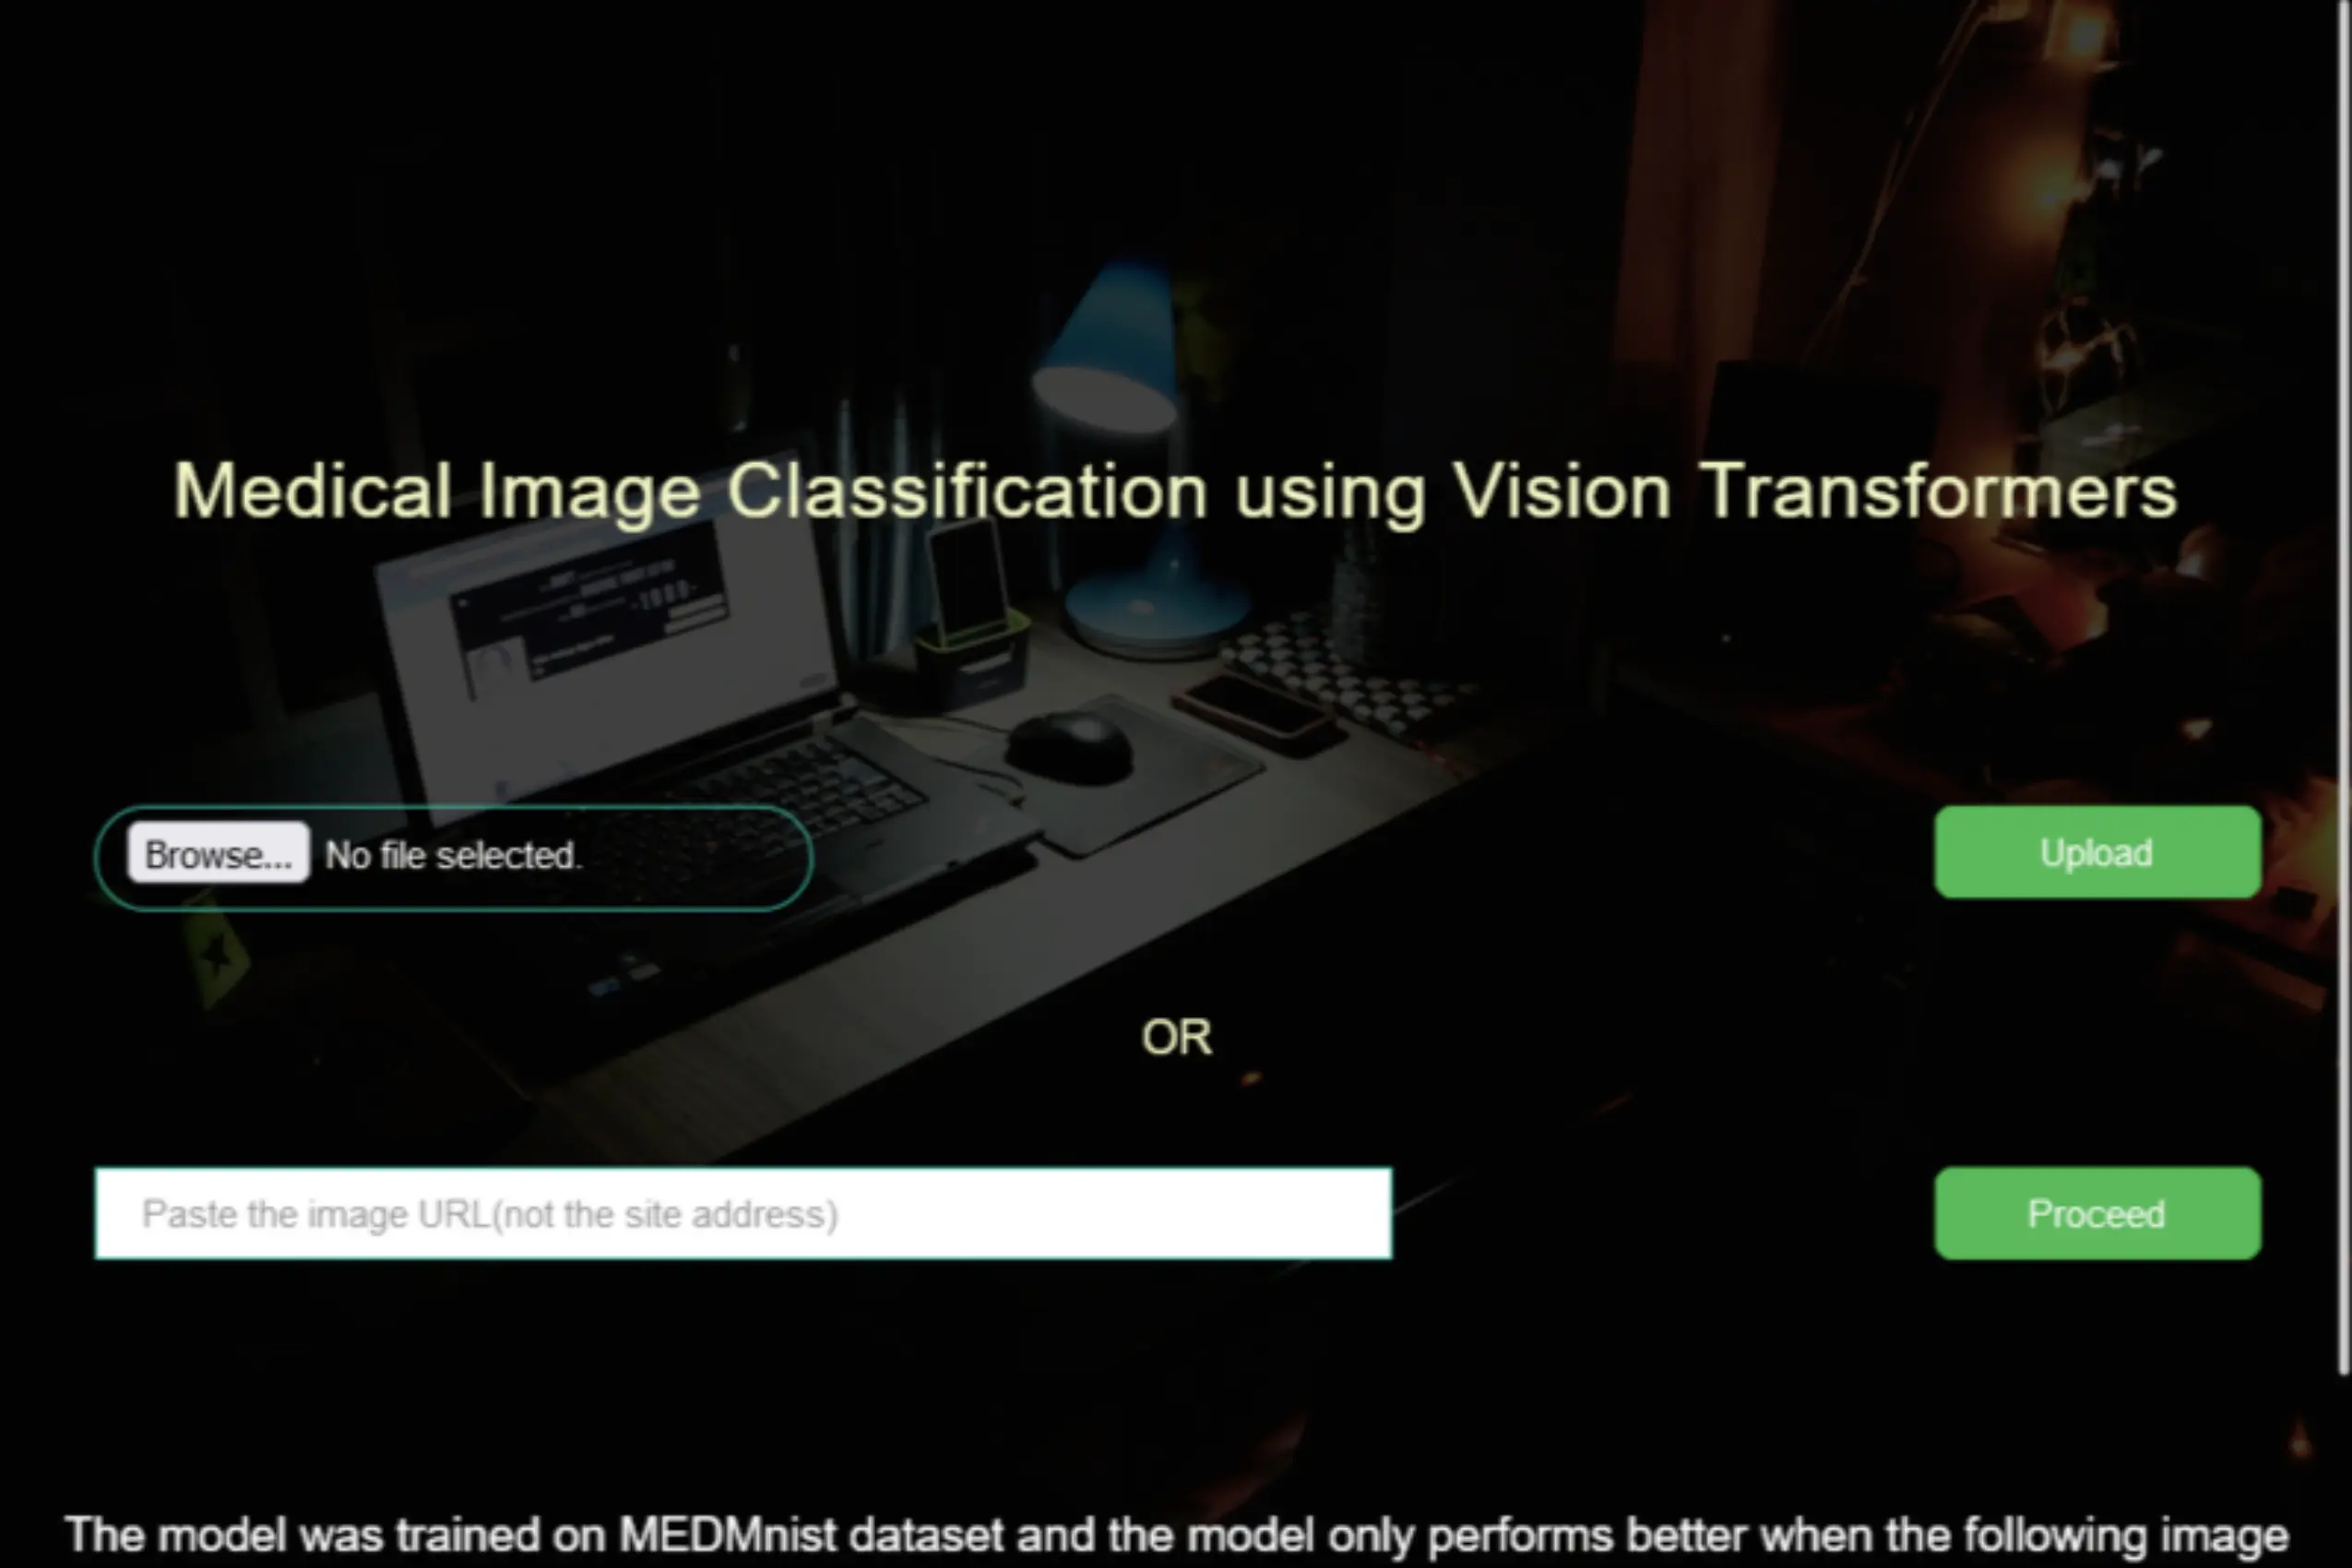 Medical Image Classification using Vision Transformers
Browse... No file selected.
Upload
OR
Paste the image URL(not the site address)
Proceed
The model was trained on MEDMnist dataset and the model only performs better when the following image